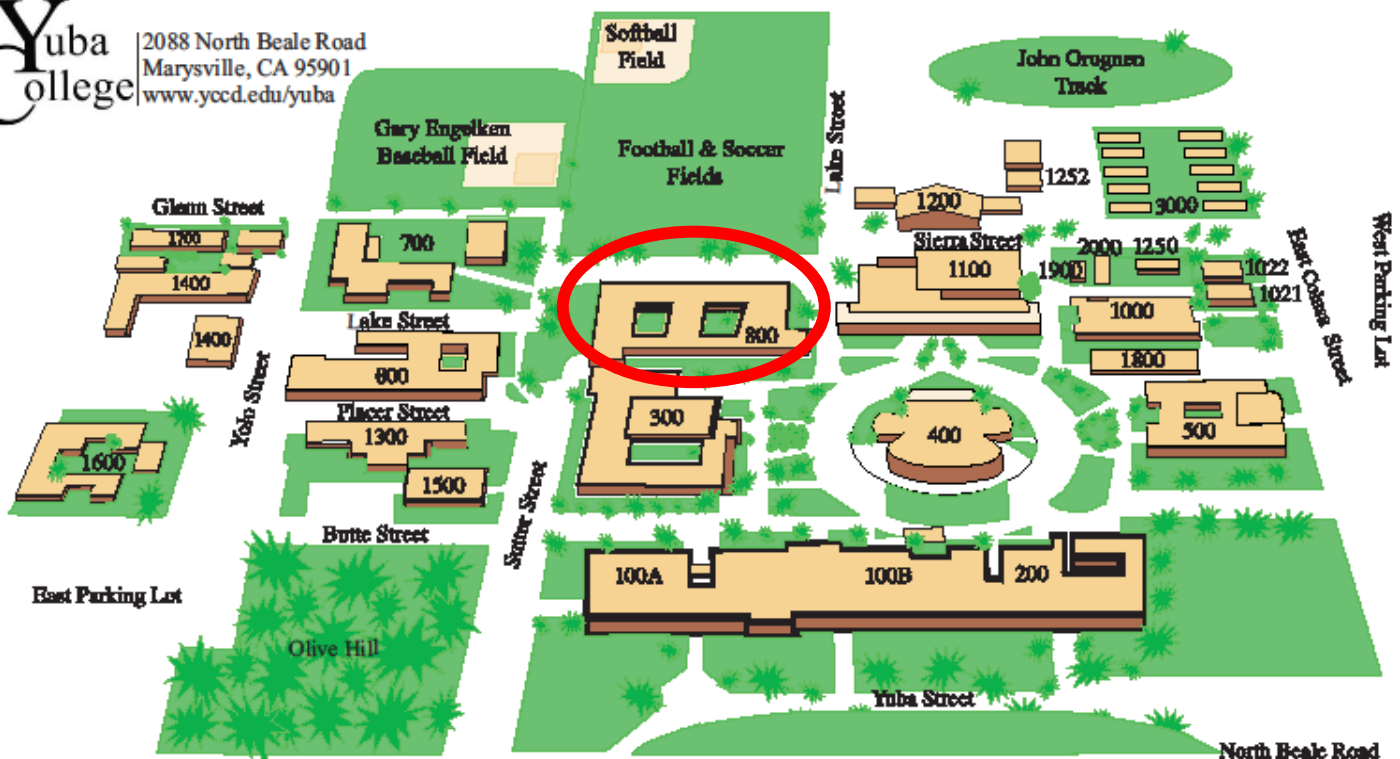 Yuba
College
2088 North Beale Road
Marysville, CA 95901
www.yccd.edu/yuba
Softball
Field
John Orognen
Track
Gary Engelken
Baseball Field
Football & Soccer
Fields
Lake Street
1252
1200
3000
Glenn Street
1700
700
Sierra Street
2000
1250
1900
1100
1022
1021
East Colusa Street
West Parking Lot
1400
1400
Lake Street
800
1000
1800
600
Yolo Street
Placer Street
300
400
500
1300
1600
1500
Sutter Street
Butte Street
100A
100B
200
East Parking Lot
Olive Hill
Yuba Street
North Beale Road